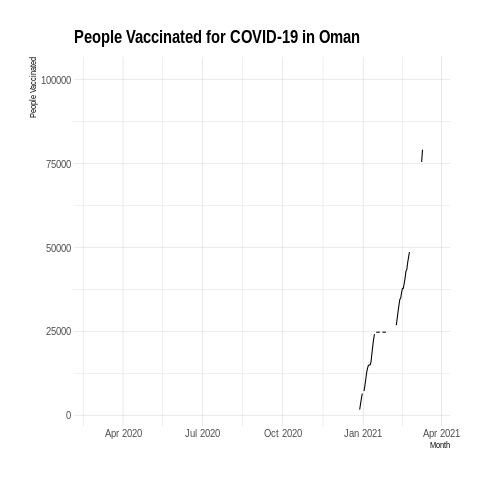 People Vaccinated for COVID-19 in Oman
People Vaccinated
100000
75000
50000
25000
0
Apr 2020 Jul 2020 Oct 2020 Jan 2021 Apr 2021
Month